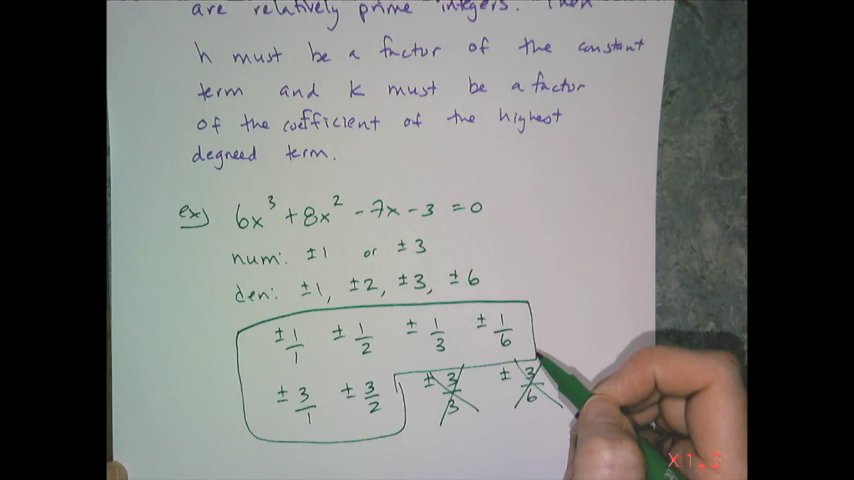 are relatively prime integers. Then
h must be a factor of the constant
term and k must be a factor
of the coefficient of the highest
degreed term.
ex) 6x³ + 8x² - 7x - 3 = 0
num: ±1 or ±3
den: ±1, ±2, ±3, ±6
± 1/1 ± 1/2 ± 1/3 ± 1/6
± 3/1 ± 3/2 ± 3/3 ± 3/6